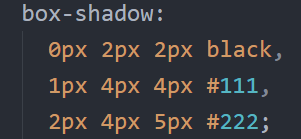 box-shadow:
0px 2px 2px black,
1px 4px 4px #111,
2px 4px 5px #222;